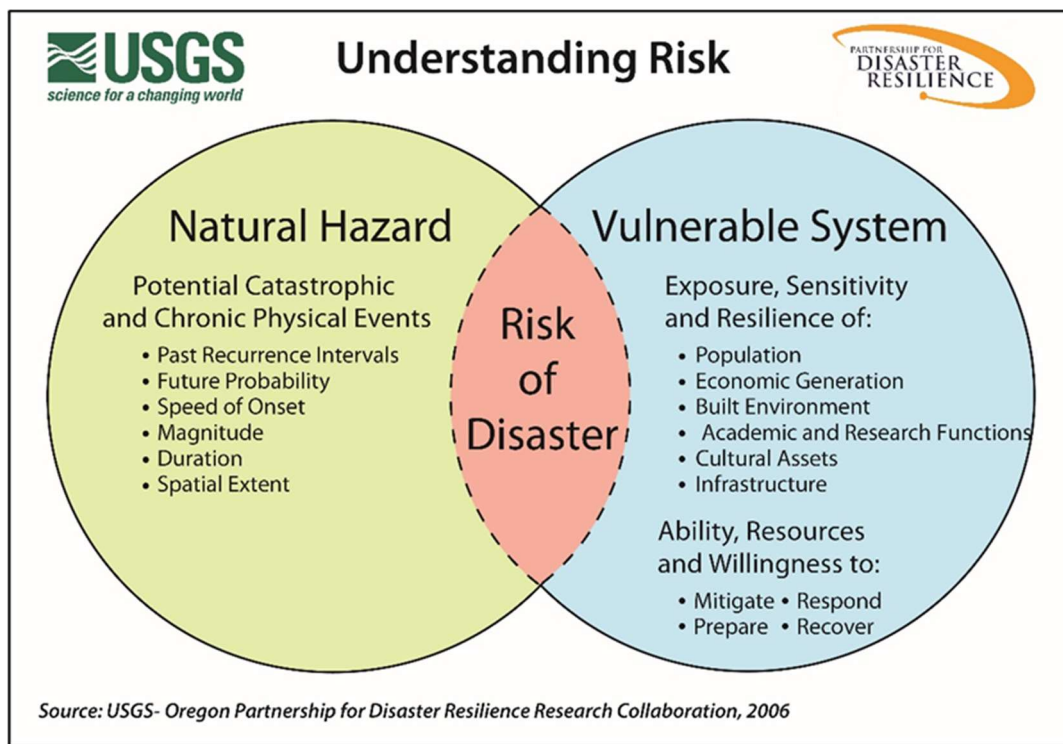 USGS
science for a changing world
Understanding Risk
PARTNERSHIP FOR
DISASTER
RESILIENCE
Natural Hazard
Potential Catastrophic
and Chronic Physical Events
• Past Recurrence Intervals
• Future Probability
• Speed of Onset
• Magnitude
• Duration
• Spatial Extent
Risk
of
Disaster
Vulnerable System
Exposure, Sensitivity
and Resilience of:
• Population
• Economic Generation
• Built Environment
• Academic and Research Functions
• Cultural Assets
• Infrastructure
Ability, Resources
and Willingness to:
• Mitigate • Respond
• Prepare • Recover
Source: USGS- Oregon Partnership for Disaster Resilience Research Collaboration, 2006